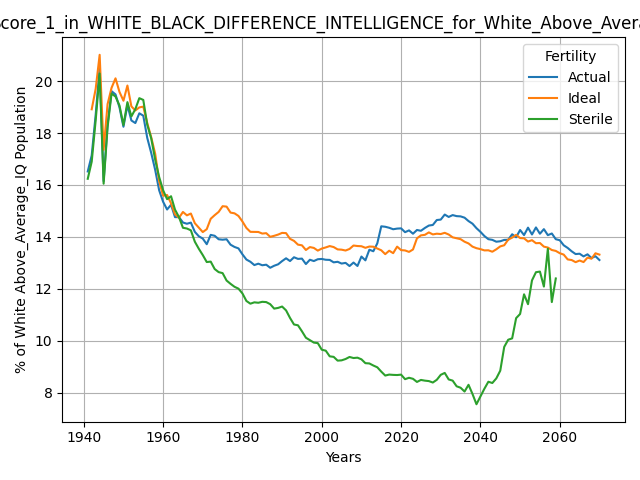 core_1_in_WHITE_BLACK_DIFFERENCE_INTELLIGENCE_for_White_Above_Avera
Fertility
Actual
Ideal
Sterile
% of White Above_Average_IQ Population
20
18
16
14
12
10
8
1940 1960 1980 2000 2020 2040 2060
Years